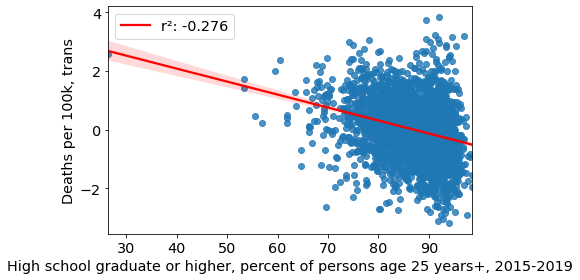 4
2
0
−2
Deaths per 100k, trans
r²: -0.276
30 40 50 60 70 80 90
High school graduate or higher, percent of persons age 25 years+, 2015-2019